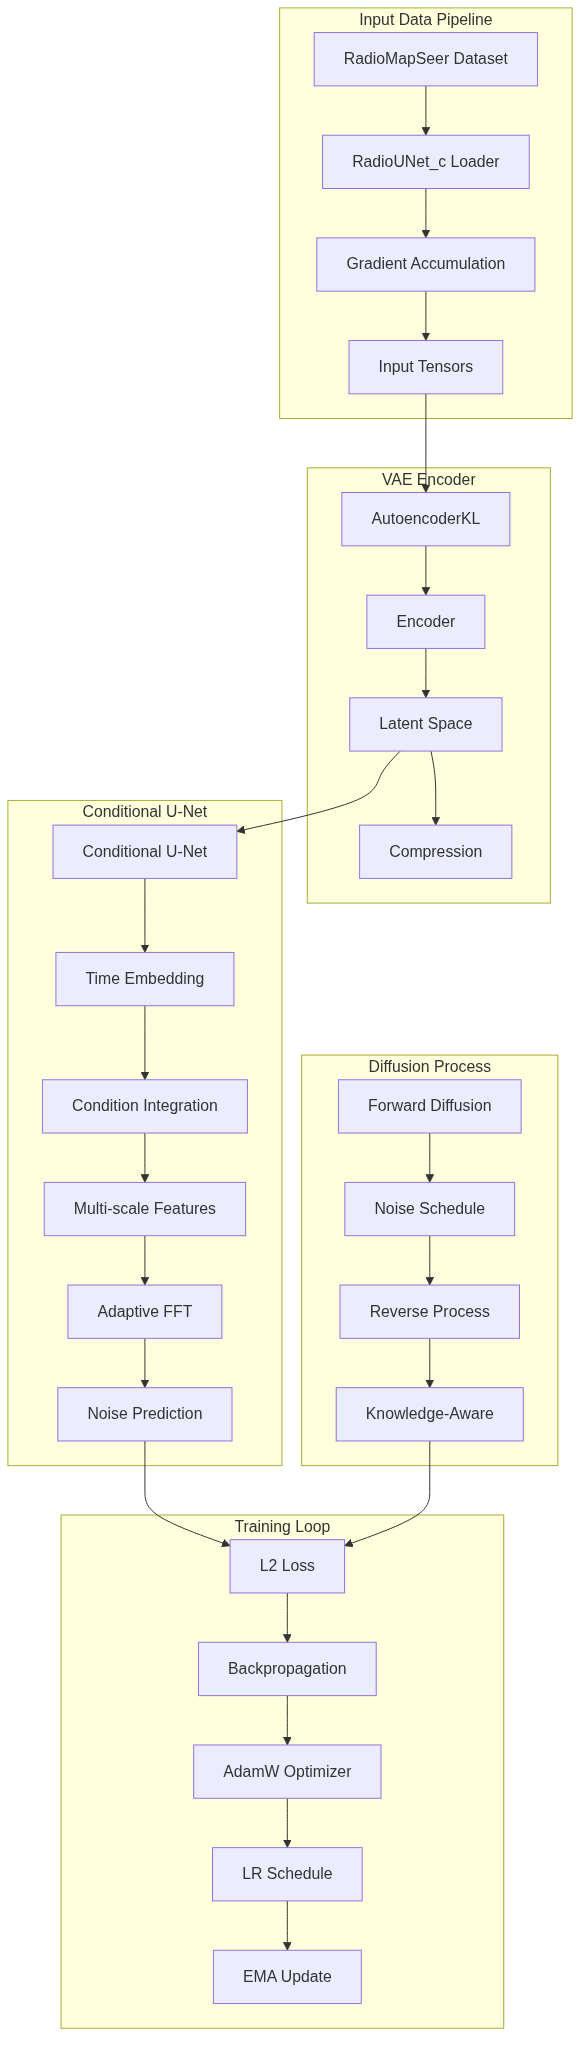 Input Data Pipeline
RadioMapSeer Dataset
RadioUNet_c Loader
Gradient Accumulation
Input Tensors
VAE Encoder
AutoencoderKL
Encoder
Latent Space
Compression
Conditional U-Net
Conditional U-Net
Time Embedding
Condition Integration
Multi-scale Features
Adaptive FFT
Noise Prediction
Diffusion Process
Forward Diffusion
Noise Schedule
Reverse Process
Knowledge-Aware
Training Loop
L2 Loss
Backpropagation
AdamW Optimizer
LR Schedule
EMA Update